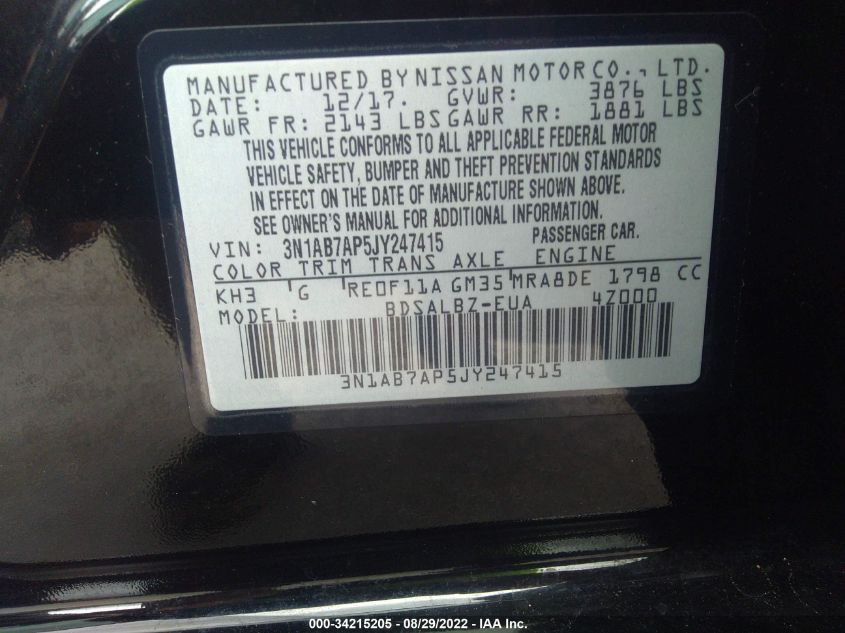 MANUFACTURED BY NISSAN MOTOR CO., LTD.
DATE: 12/17. GVWR: 3876 LBS
GAWR FR: 2143 LBS GAWR RR: 1881 LBS
THIS VEHICLE CONFORMS TO ALL APPLICABLE FEDERAL MOTOR
VEHICLE SAFETY, BUMPER AND THEFT PREVENTION STANDARDS
IN EFFECT ON THE DATE OF MANUFACTURE SHOWN ABOVE.
SEE OWNER'S MANUAL FOR ADDITIONAL INFORMATION.
VIN: 3N1AB7AP5JY247415 PASSENGER CAR.
COLOR TRIM TRANS AXLE ENGINE
KH3 G RE0F11A GM35 MRA8DE 1798 CC
MODEL: BDSALBZ-EUA 4Z000
3N1AB7AP5JY247415
000-34215205 - 08/29/2022 - IAA Inc.